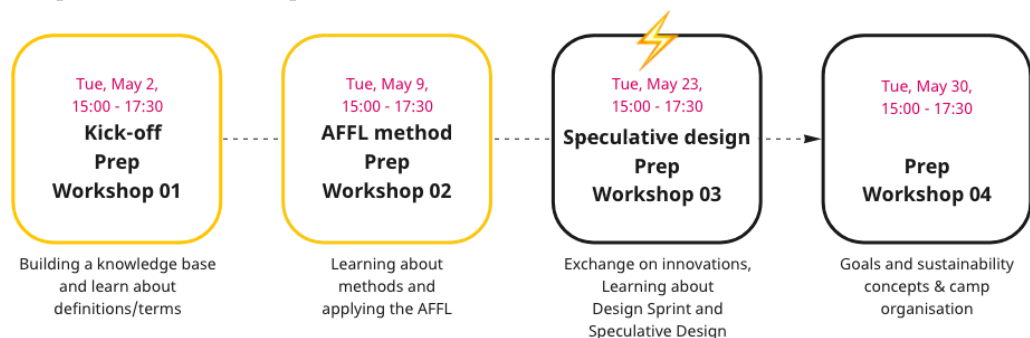 Tue, May 2,
15:00 - 17:30
Kick-off
Prep
Workshop 01
Building a knowledge base
and learn about
definitions/terms
Tue, May 9,
15:00 - 17:30
AFFL method
Prep
Workshop 02
Learning about
methods and
applying the AFFL
Tue, May 23,
15:00 - 17:30
Speculative design
Prep
Workshop 03
Exchange on innovations,
Learning about
Design Sprint and
Speculative Design
Tue, May 30,
15:00 - 17:30
Prep
Workshop 04
Goals and sustainability
concepts & camp
organisation